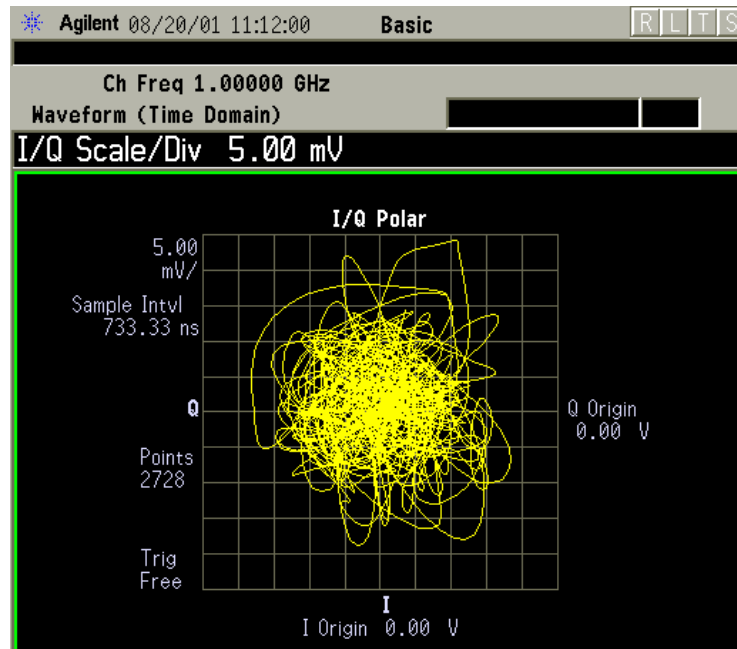 Agilent 08/20/01 11:12:00 Basic R L T S
Ch Freq 1.00000 GHz
Waveform (Time Domain)
I/Q Scale/Div 5.00 mV
I/Q Polar
5.00
mV/
Sample Intvl
733.33 ns
Q
Q Origin
0.00 V
Points
2728
Trig
Free
I
I Origin 0.00 V